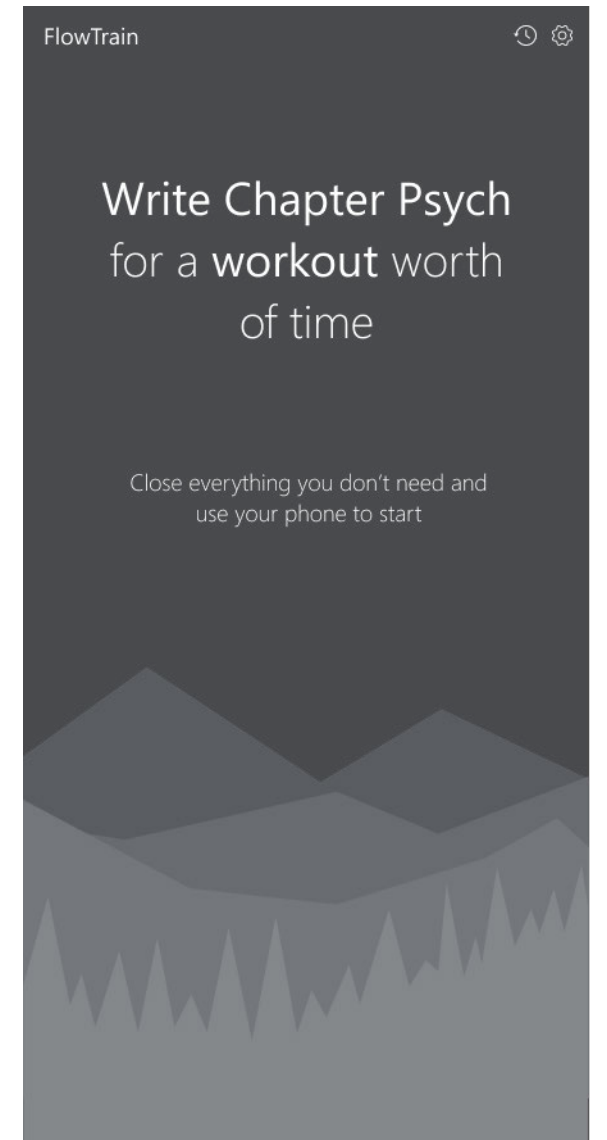 FlowTrain
Write Chapter Psych
for a workout worth
of time
Close everything you don't need and
use your phone to start